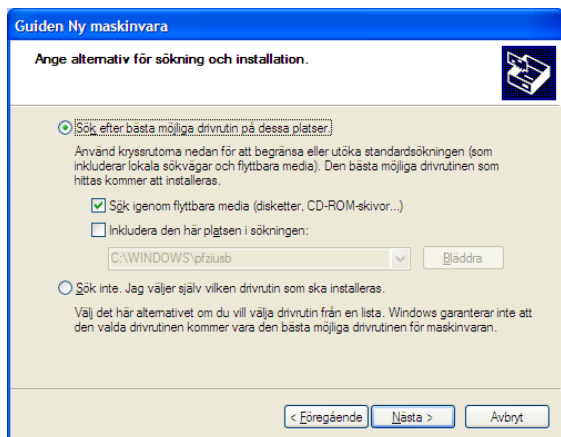 Guiden Ny maskinvara
Ange alternativ för sökning och installation.
Sök efter bästa möjliga drivrutin på dessa platser.
Använd kryssrutorna nedan för att begränsa eller utöka standardsökningen (som
inkluderar lokala sökvägar och flyttbara media). Den bästa möjliga drivrutinen som
hittas kommer att installeras.
Sök igenom flyttbara media (disketter, CD-ROM-skivor...)
Inkludera den här platsen i sökningen:
C:\WINDOWS\pfziusb
Bläddra
Sök inte. Jag väljer själv vilken drivrutin som ska installeras.
Välj det här alternativet om du vill välja drivrutin från en lista. Windows garanterar inte att
den valda drivrutinen kommer vara den bästa möjliga drivrutinen för maskinvaran.
< Föregående Nästa > Avbryt